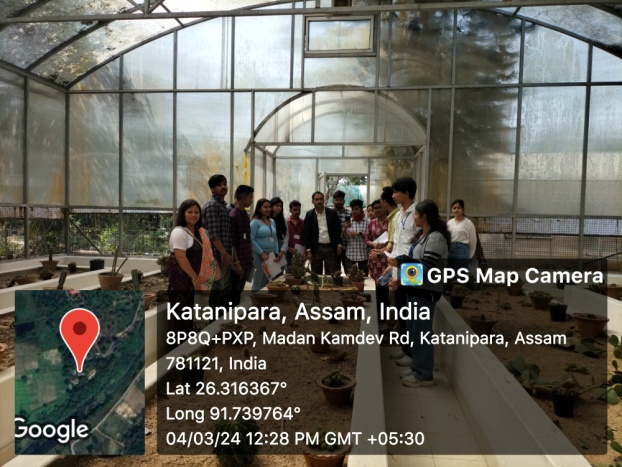 GPS Map Camera
Katanipara, Assam, India
8P8Q+PXP, Madan Kamdev Rd, Katanipara, Assam
781121, India
Lat 26.316367°
Long 91.739764°
04/03/24 12:28 PM GMT +05:30
Google